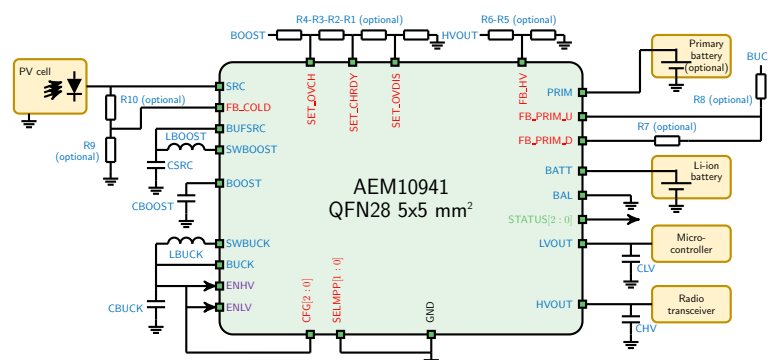 R4-R3-R2-R1 (optional)
R6-R5 (optional)
BOOST
HVOUT
Primary
battery
(optional)
PV cell
BUC
SET_OVCH
SET_CHRDY
SET_OVDIS
FB_HV
SRC
PRIM
R10 (optional)
R8 (optional)
FB_COLD
FB_PRIM_U
BUFSRC
R7 (optional)
LBOOST
R9
(optional)
SWBOOST
FB_PRIM_D
CSRC
BATT
Li-ion
battery
BOOST
AEM10941
QFN28 5x5 mm²
BAL
CBOOST
STATUS[2 : 0]
SWBUCK
LVOUT
Micro-
controller
LBUCK
BUCK
CLV
ENHV
CFG[2 : 0]
SELMPP[1 : 0]
GND
CBUCK
ENLV
HVOUT
Radio
transceiver
CHV